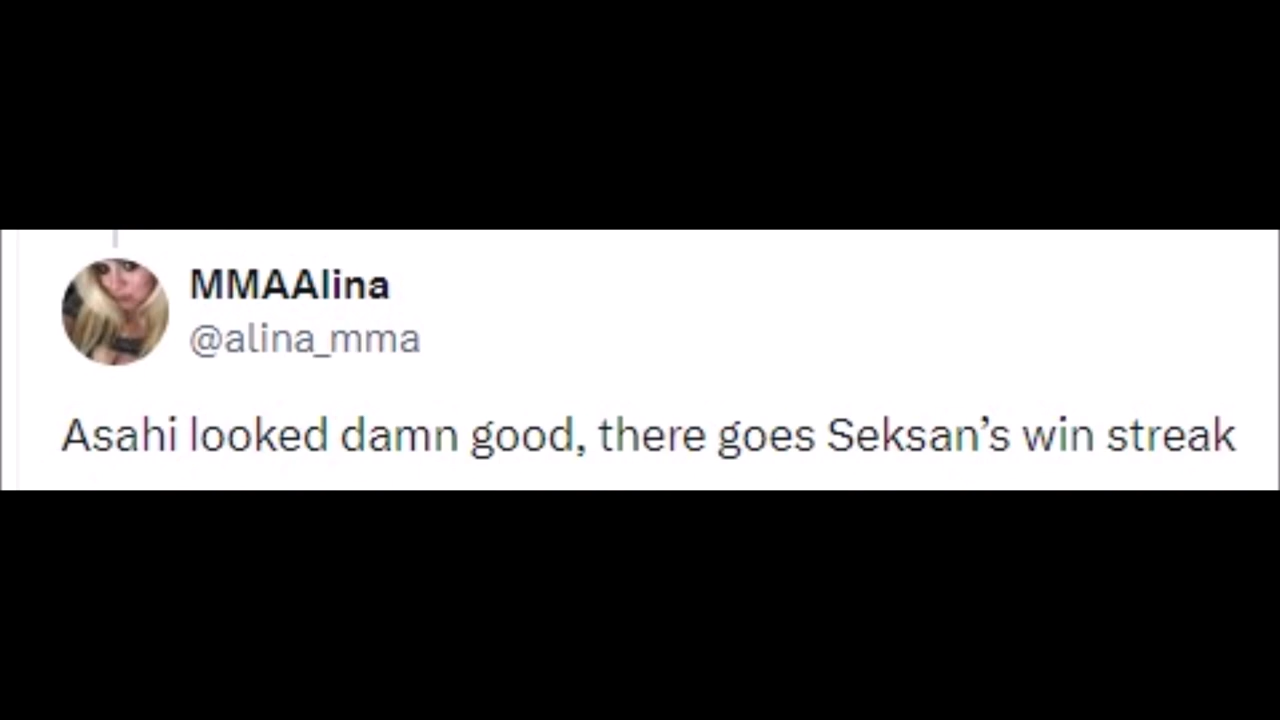 MMAAlina
@alina_mma
Asahi looked damn good, there goes Seksan’s win streak